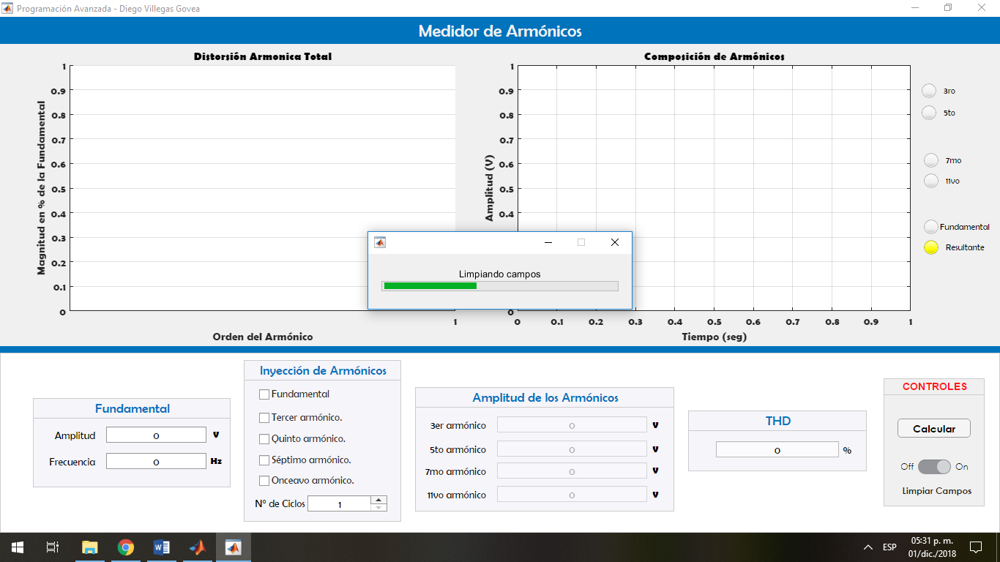 Programación Avanzada - Diego Villegas Govea
Medidor de Armónicos
Distorsión Armonica Total
Magnitud en % de la Fundamental
1
0.9
0.8
0.7
0.6
0.5
0.4
0.3
0.2
0.1
0
1
Orden del Armónico
Composición de Armónicos
Amplitud (V)
1
0.9
0.8
0.7
0.6
0.5
0.4
0
0 0.1 0.2 0.3 0.4 0.5 0.6 0.7 0.8 0.9 1
Tiempo (seg)
3ro
5to
7mo
11vo
Fundamental
Resultante
Limpiando campos
Fundamental
Amplitud 0 V
Frecuencia 0 Hz
Inyección de Armónicos
Fundamental
Tercer armónico.
Quinto armónico.
Séptimo armónico.
Onceavo armónico.
N° de Ciclos 1
Amplitud de los Armónicos
3er armónico 0 V
5to armónico 0 V
7mo armónico 0 V
11vo armónico 0 V
THD
0 %
CONTROLES
Calcular
Off On
Limpiar Campos
ESP
05:31 p. m.
01/dic./2018